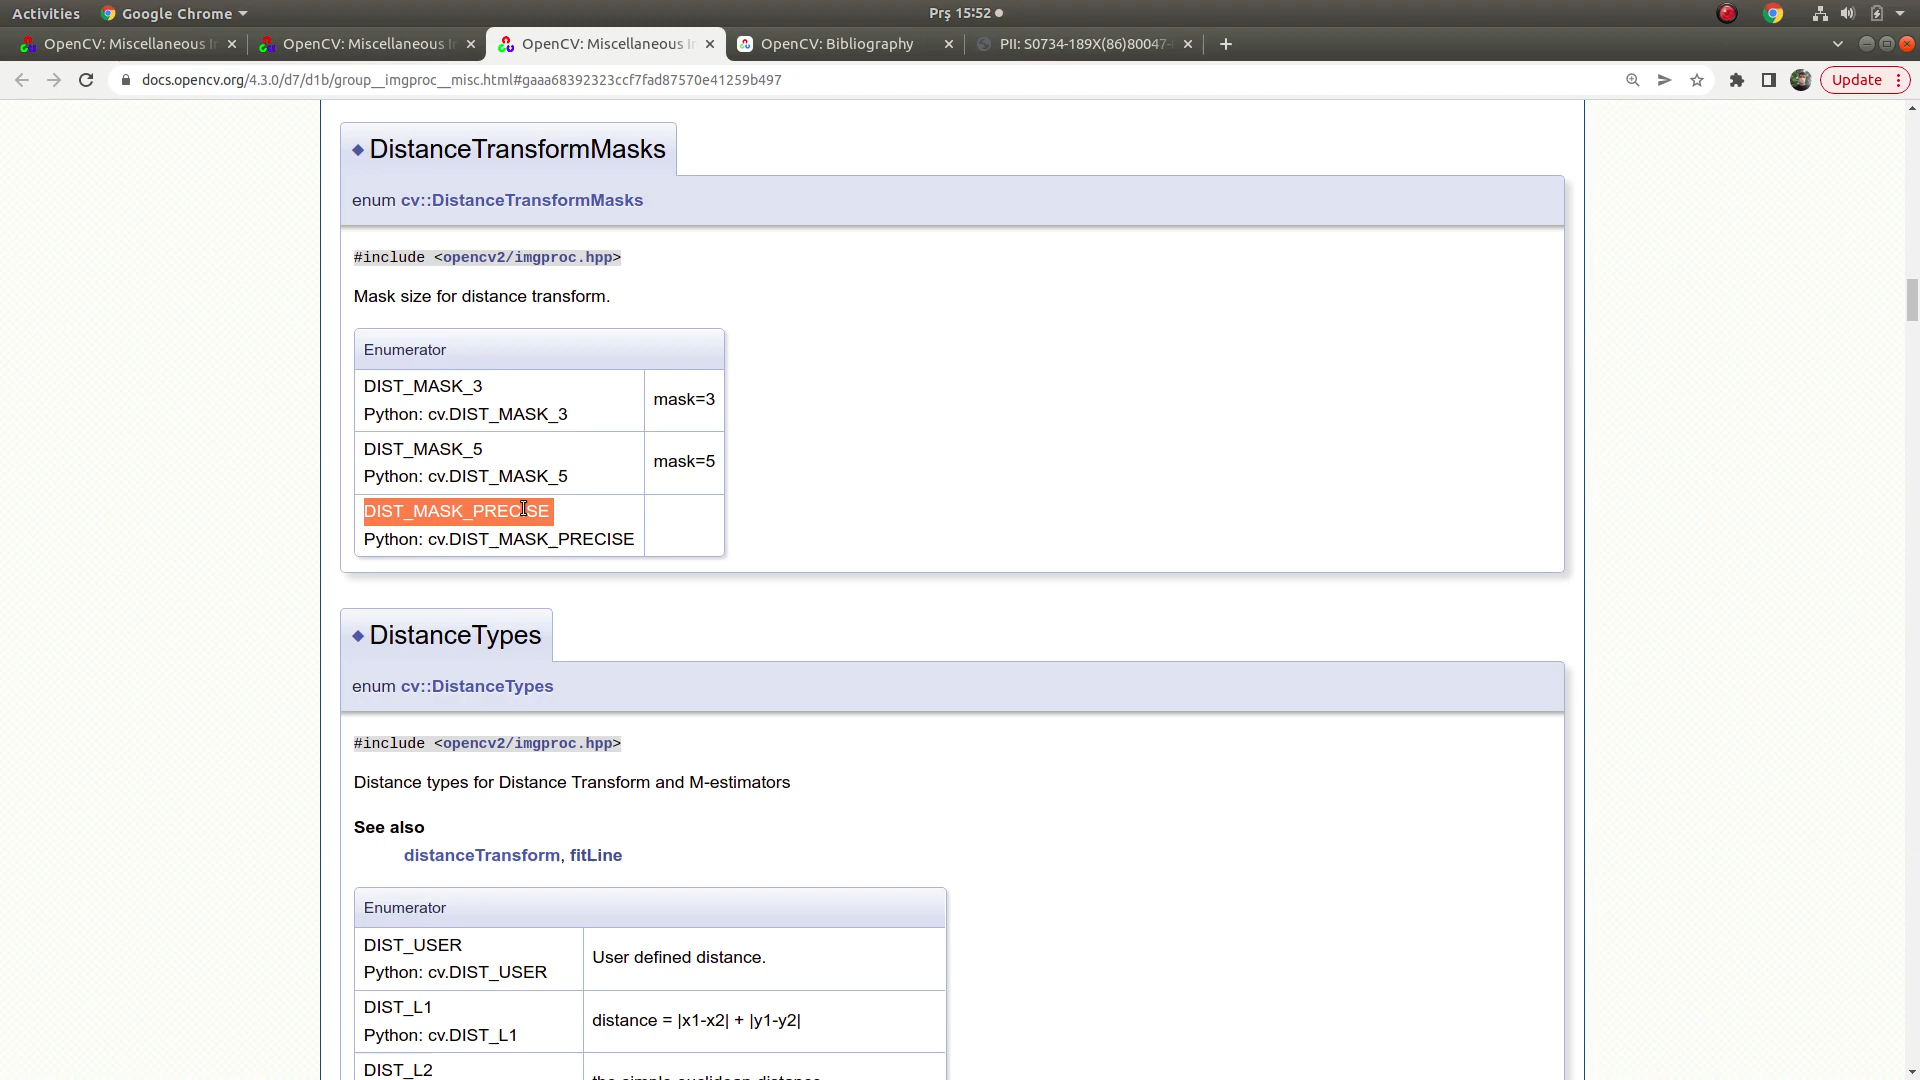 Activities
Google Chrome
Prş 15:52
OpenCV: Miscellaneous I
OpenCV: Miscellaneous I
OpenCV: Miscellaneous I
OpenCV: Bibliography
PII: S0734-189X(86)80047-
docs.opencv.org/4.3.0/d7/d1b/group__imgproc__misc.html#gaaa68392323ccf7fad87570e41259b497
Update
DistanceTransformMasks
enum cv::DistanceTransformMasks
#include <opencv2/imgproc.hpp>
Mask size for distance transform.
Enumerator
DIST_MASK_3
Python: cv.DIST_MASK_3
mask=3
DIST_MASK_5
Python: cv.DIST_MASK_5
mask=5
DIST_MASK_PRECISE
Python: cv.DIST_MASK_PRECISE
DistanceTypes
enum cv::DistanceTypes
#include <opencv2/imgproc.hpp>
Distance types for Distance Transform and M-estimators
See also
distanceTransform, fitLine
Enumerator
DIST_USER
Python: cv.DIST_USER
User defined distance.
DIST_L1
Python: cv.DIST_L1
distance = |x1-x2| + |y1-y2|
DIST_L2
the simple euclidean distance